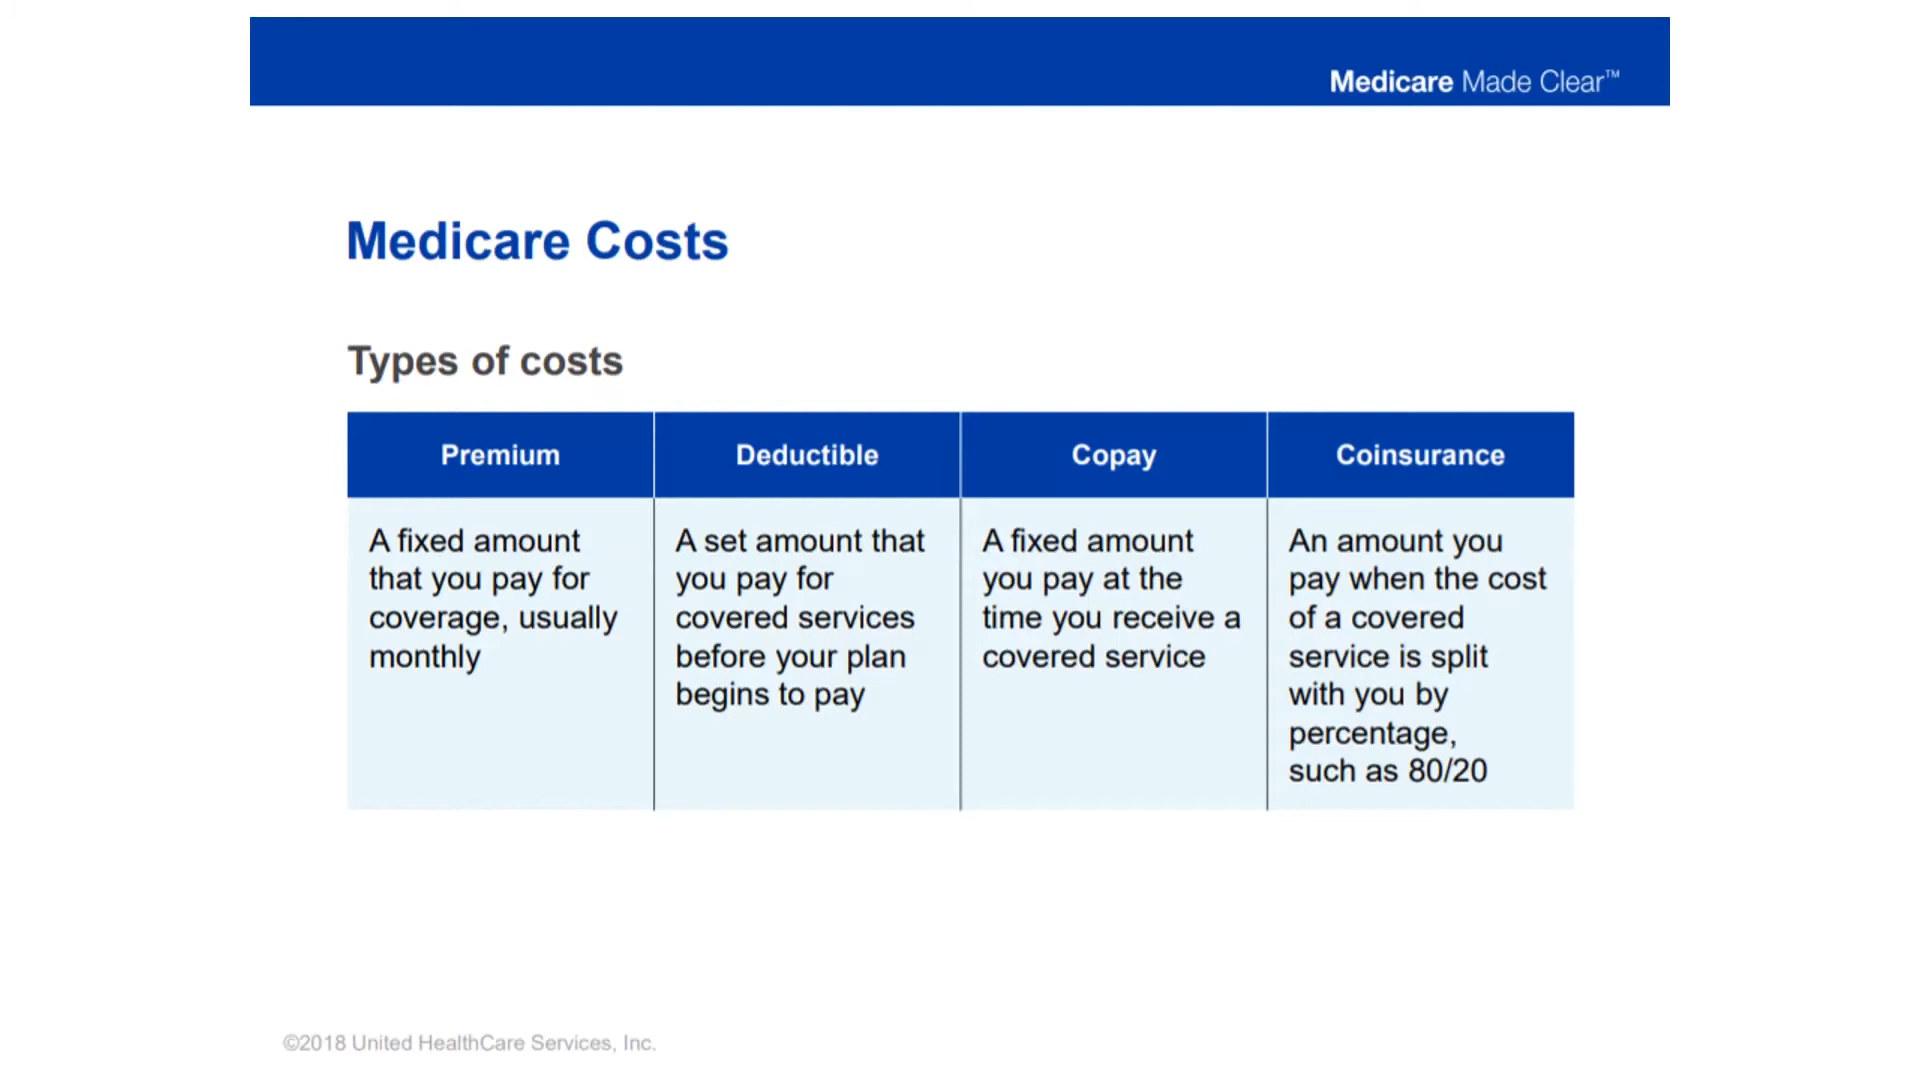 Medicare Made Clear™
Medicare Costs
Types of costs
Premium
A fixed amount
that you pay for
coverage, usually
monthly
Deductible
A set amount that
you pay for
covered services
before your plan
begins to pay
Copay
A fixed amount
you pay at the
time you receive a
covered service
Coinsurance
An amount you
pay when the cost
of a covered
service is split
with you by
percentage,
such as 80/20
©2018 United HealthCare Services, Inc.